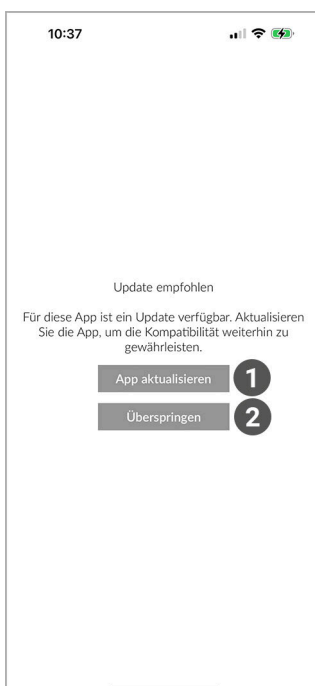 10:37
Update empfohlen
Für diese App ist ein Update verfügbar. Aktualisieren
Sie die App, um die Kompatibilität weiterhin zu
gewährleisten.
App aktualisieren 1
Überspringen 2